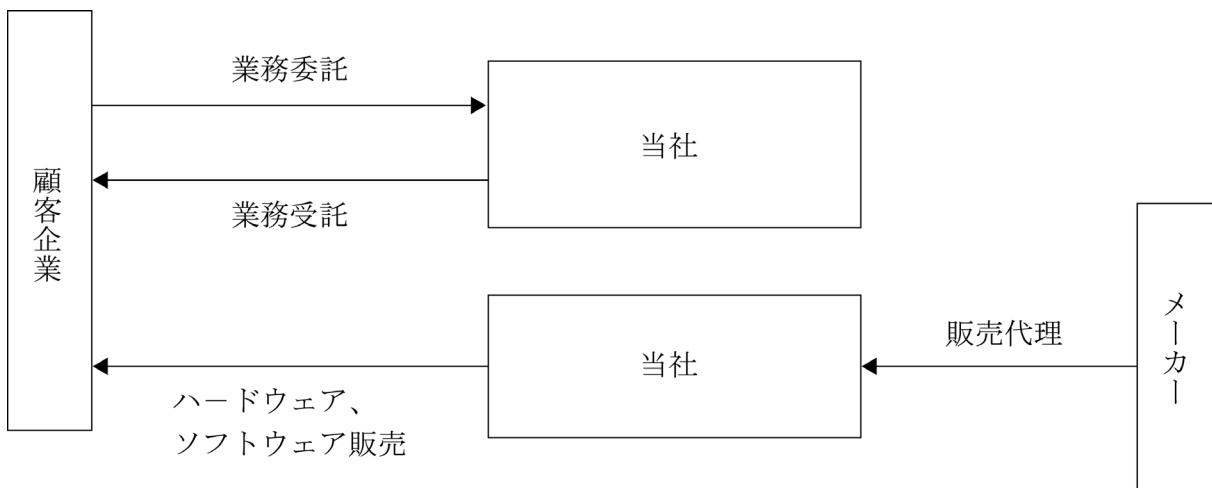 業務委託
当社
顧客企業
業務受託
メーカー
販売代理
当社
ハードウェア、
ソフトウェア販売